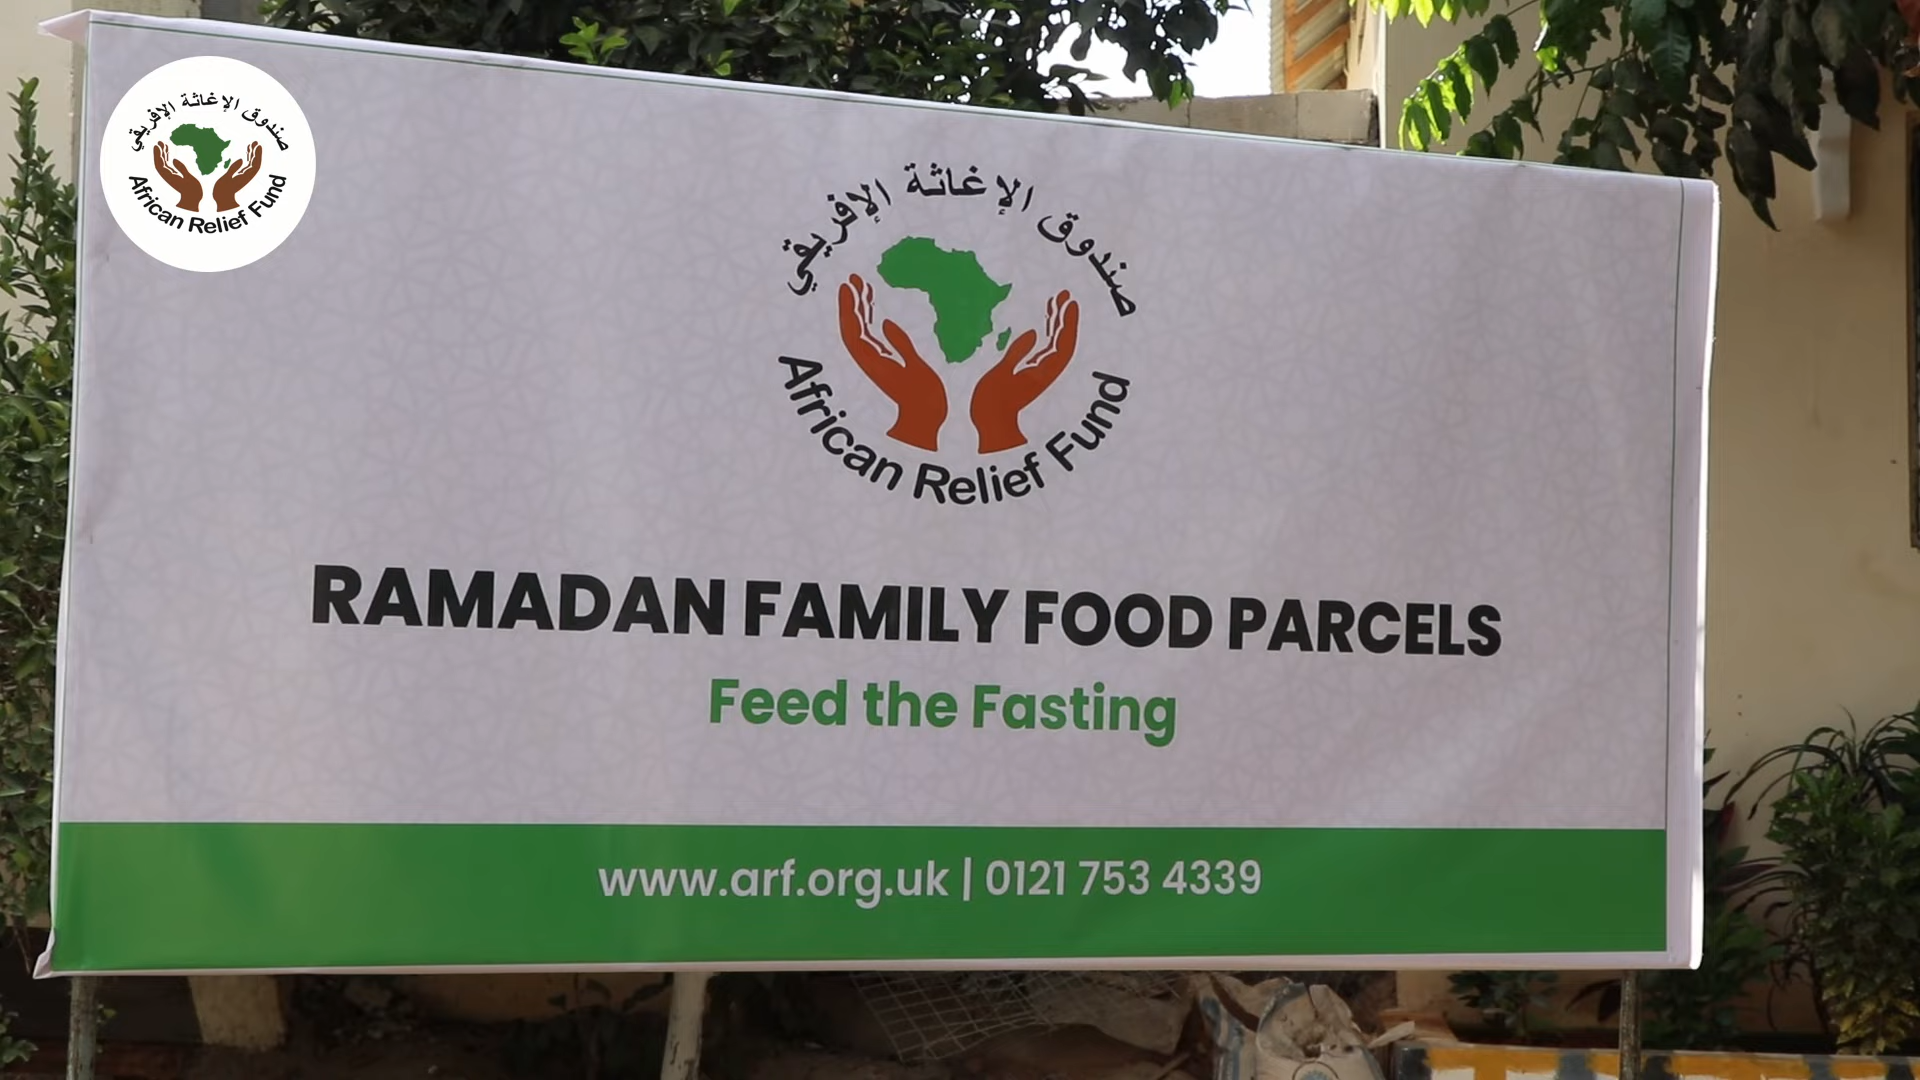 صندوق الإغاثة الإفريقي
African Relief Fund
صندوق الإغاثة الإفريقي
African Relief Fund
RAMADAN FAMILY FOOD PARCELS
Feed the Fasting
www.arf.org.uk | 0121 753 4339